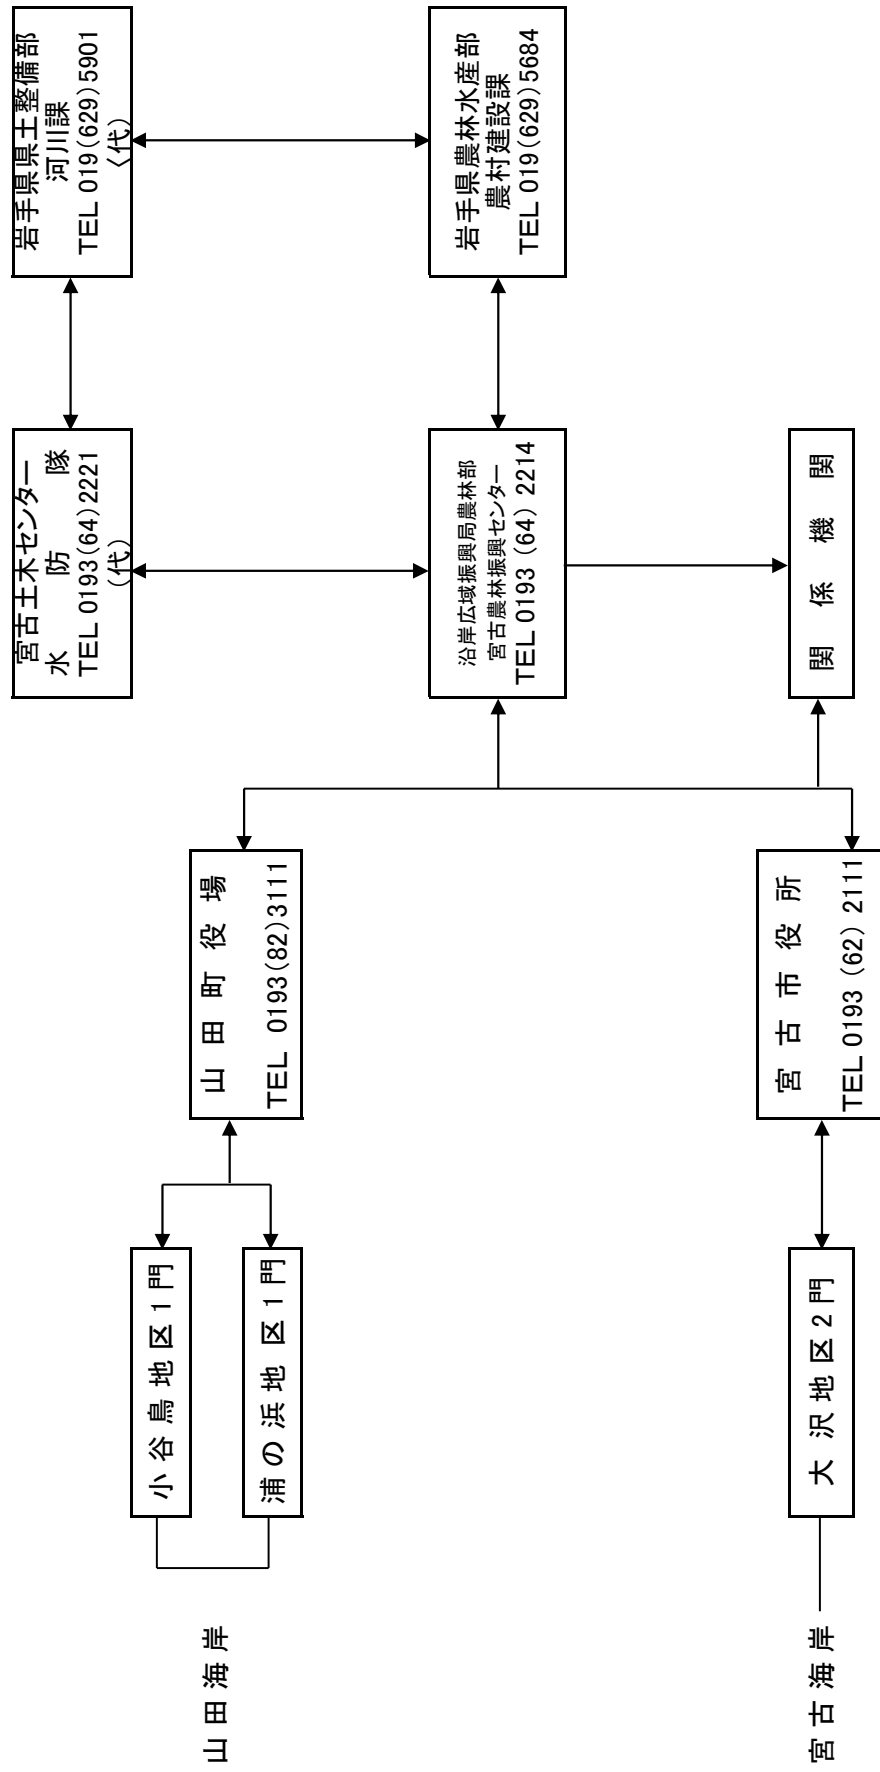 宮古土木センター
水防隊
TEL 0193(64)2221
(代)
岩手県県土整備部
河川課
TEL 019(629)5901
〈代)
山田海岸
小谷鳥地区1門
浦の浜地区1門
山田町役場
TEL 0193(82)3111
沿岸広域振興局農林部
宮古農林振興センター
TEL 0193 (64) 2214
岩手県農林水産部
農村建設課
TEL 019(629)5684
宮古海岸
大沢地区2門
宮古市役所
TEL 0193 (62) 2111
関係機関